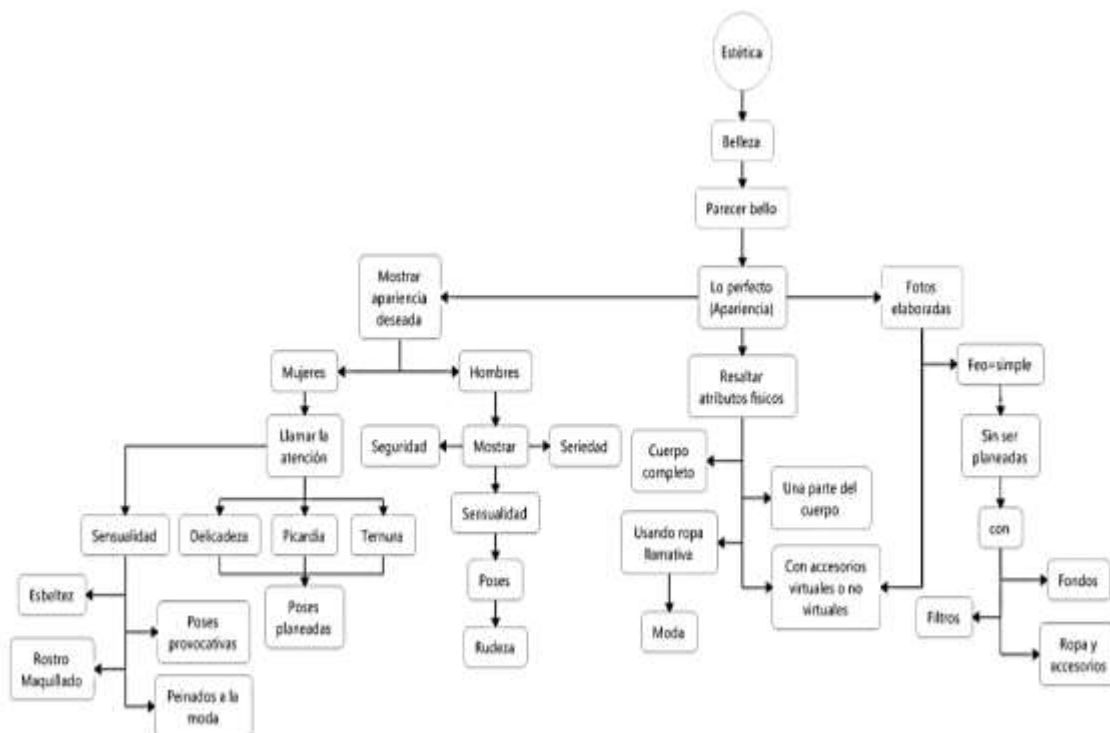 Estética
Belleza
Parecer bello
Mostrar
apariencia
deseada
Lo perfecto
(Apariencia)
Fotos
elaboradas
Mujeres
Hombres
Resaltar
atributos fisicos
Feo=simple
Llamar la
atención
Seguridad
Mostrar
Seriedad
Cuerpo
completo
Sin ser
planeadas
Una parte del
cuerpo
Sensualidad
Delicadeza
Picardia
Ternura
Sensualidad
Usando ropa
llamativa
con
Esbeltez
Poses
planeadas
Poses
Con accesorios
virtuales o no
virtuales
Fondos
Poses
provocativas
Moda
Filtros
Rostro
Maquillado
Rudeza
Ropa y
accesorios
Peinados a la
moda